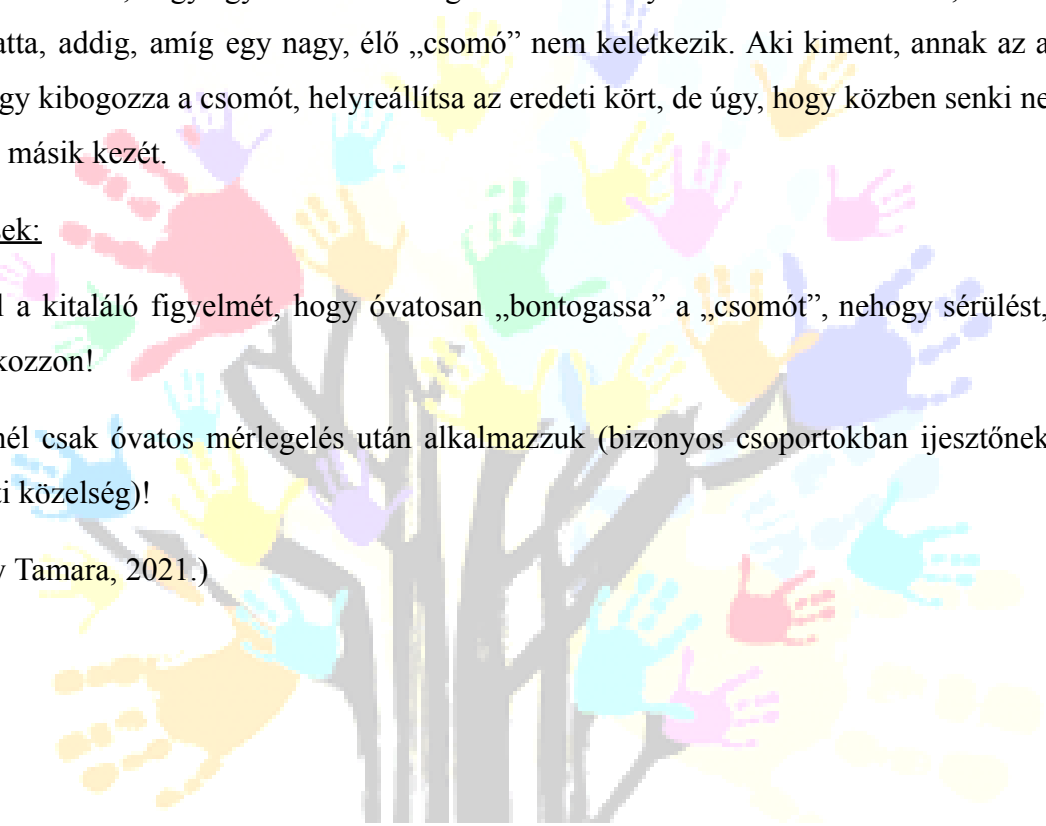 atta, addig, amíg egy nagy, élő „csomó” nem keletkezik. Aki kiment, annak az a
gy kibogozza a csomót, helyreállítsa az eredeti kört, de úgy, hogy közben senki ne
másik kezét.
ek:
l a kitaláló figyelmét, hogy óvatosan „bontogassa” a „csomót”, nehogy sérülést,
kozzon!
nél csak óvatos mérlegelés után alkalmazzuk (bizonyos csoportokban ijesztőnek
ti közelség)!
y Tamara, 2021.)